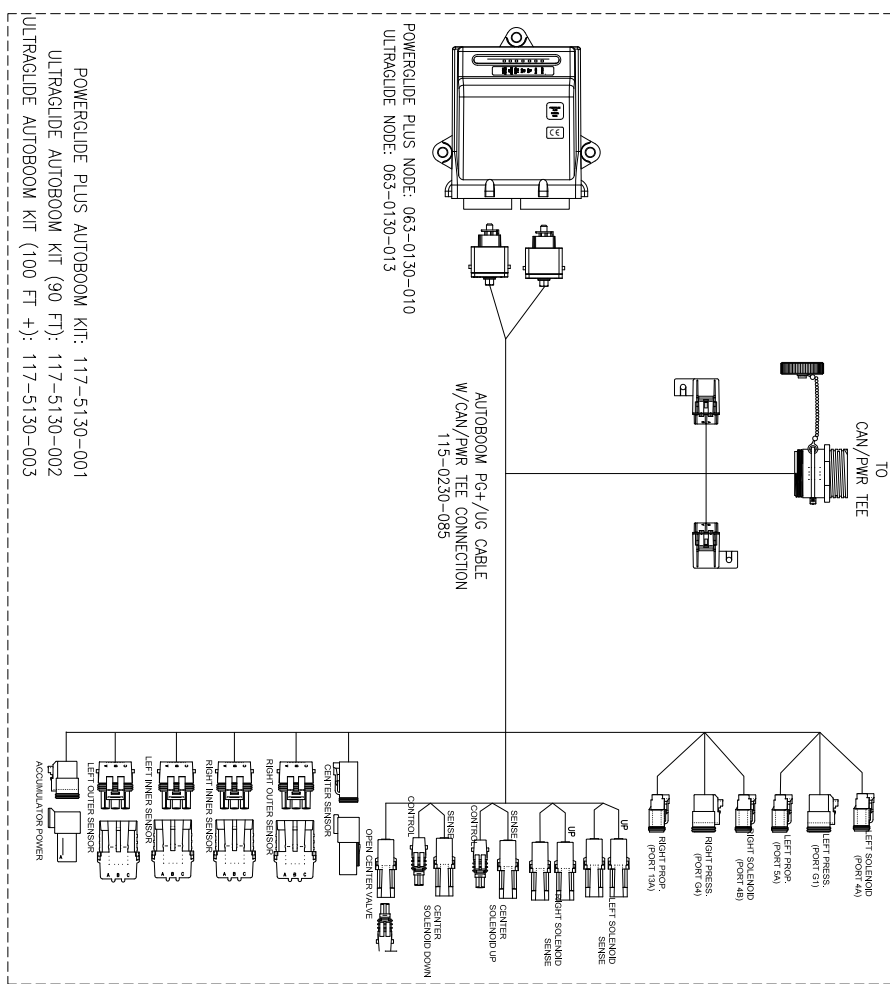 TO
CAN/PWR TEE
POWERGLIDE PLUS NODE: 063-0130-010
ULTRAGLIDE NODE: 063-0130-013
CE
AUTOBOOM PG+/UG CABLE
W/CAN/PWR TEE CONNECTION
115-0230-085
POWERGLIDE PLUS AUTOBOOM KIT: 117-5130-001
ULTRAGLIDE AUTOBOOM KIT (90 FT): 117-5130-002
ULTRAGLIDE AUTOBOOM KIT (100 FT +): 117-5130-003
LEFT SOLENOID
(PORT 4A)
LEFT PRESS.
(PORT G1)
LEFT PROP.
(PORT 5A)
RIGHT SOLENOID
(PORT 4B)
RIGHT PRESS.
(PORT G4)
RIGHT PROP.
(PORT 13A)
UP
LEFT SOLENOID
SENSE
UP
RIGHT SOLENOID
SENSE
SENSE
CONTROL
CENTER
SOLENOID UP
SENSE
CONTROL
CENTER
SOLENOID DOWN
OPEN CENTER VALVE
CENTER SENSOR
RIGHT OUTER SENSOR
A B C
RIGHT INNER SENSOR
A B C
LEFT INNER SENSOR
A B C
LEFT OUTER SENSOR
A B C
ACCUMULATOR POWER
A